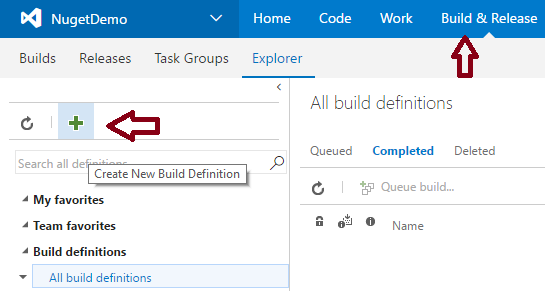 NugetDemo Home Code Work Build & Release
Builds Releases Task Groups Explorer
All build definitions
Queued Completed Deleted
Search all definitions
Create New Build Definition
Queue build...
My favorites
Team favorites
Name
Build definitions
All build definitions